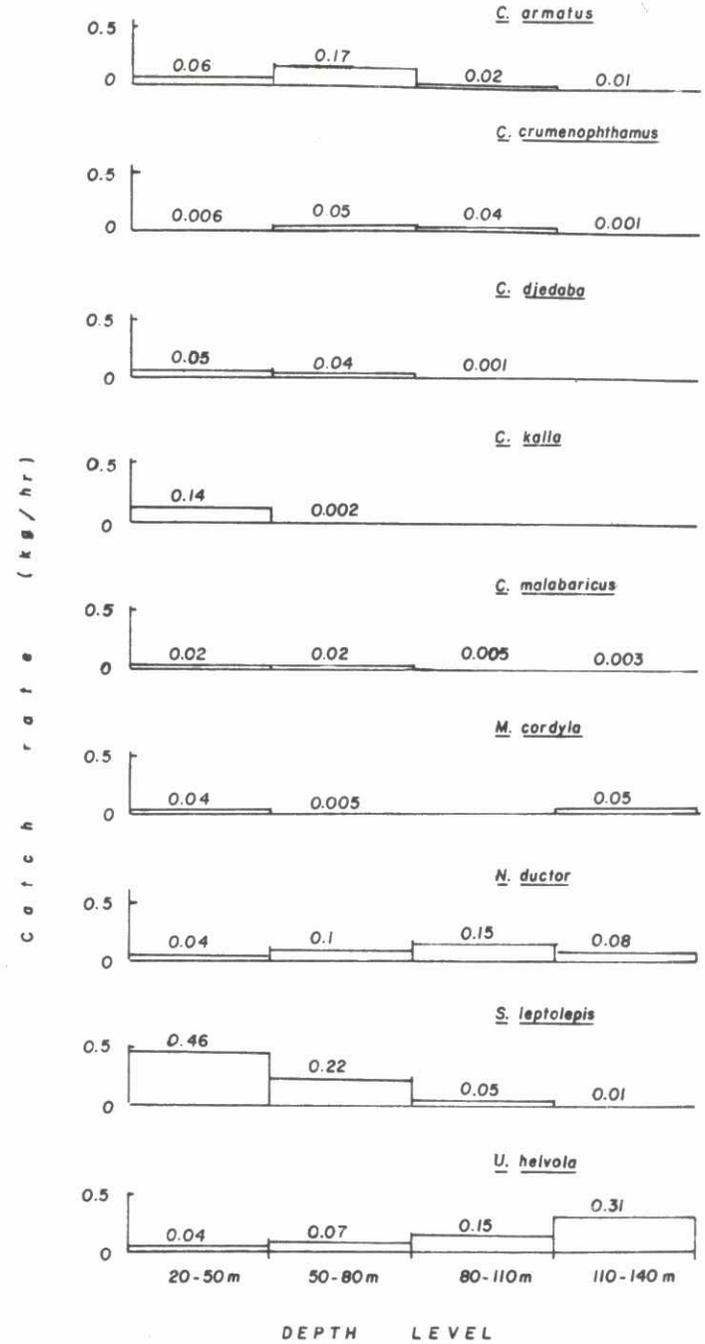 C. armatus
0.5
0.06 0.17 0.02 0.01
0
C. crumenophthamus
0.5
0.006 0.05 0.04 0.001
0
C. djedaba
0.5
0.05 0.04 0.001
0
C. kalla
0.5
0.14 0.002
0
C. malabaricus
0.5
0.02 0.02 0.005 0.003
0
M. cordyla
0.5
0.04 0.005 0.05
0
N. ductor
0.5
0.04 0.1 0.15 0.08
0
S. leptolepis
0.5
0.46 0.22 0.05 0.01
0
U. helvola
0.5
0.04 0.07 0.15 0.31
0
20-50m 50-80m 80-110m 110-140m
DEPTH LEVEL
Catch rate (kg/hr)